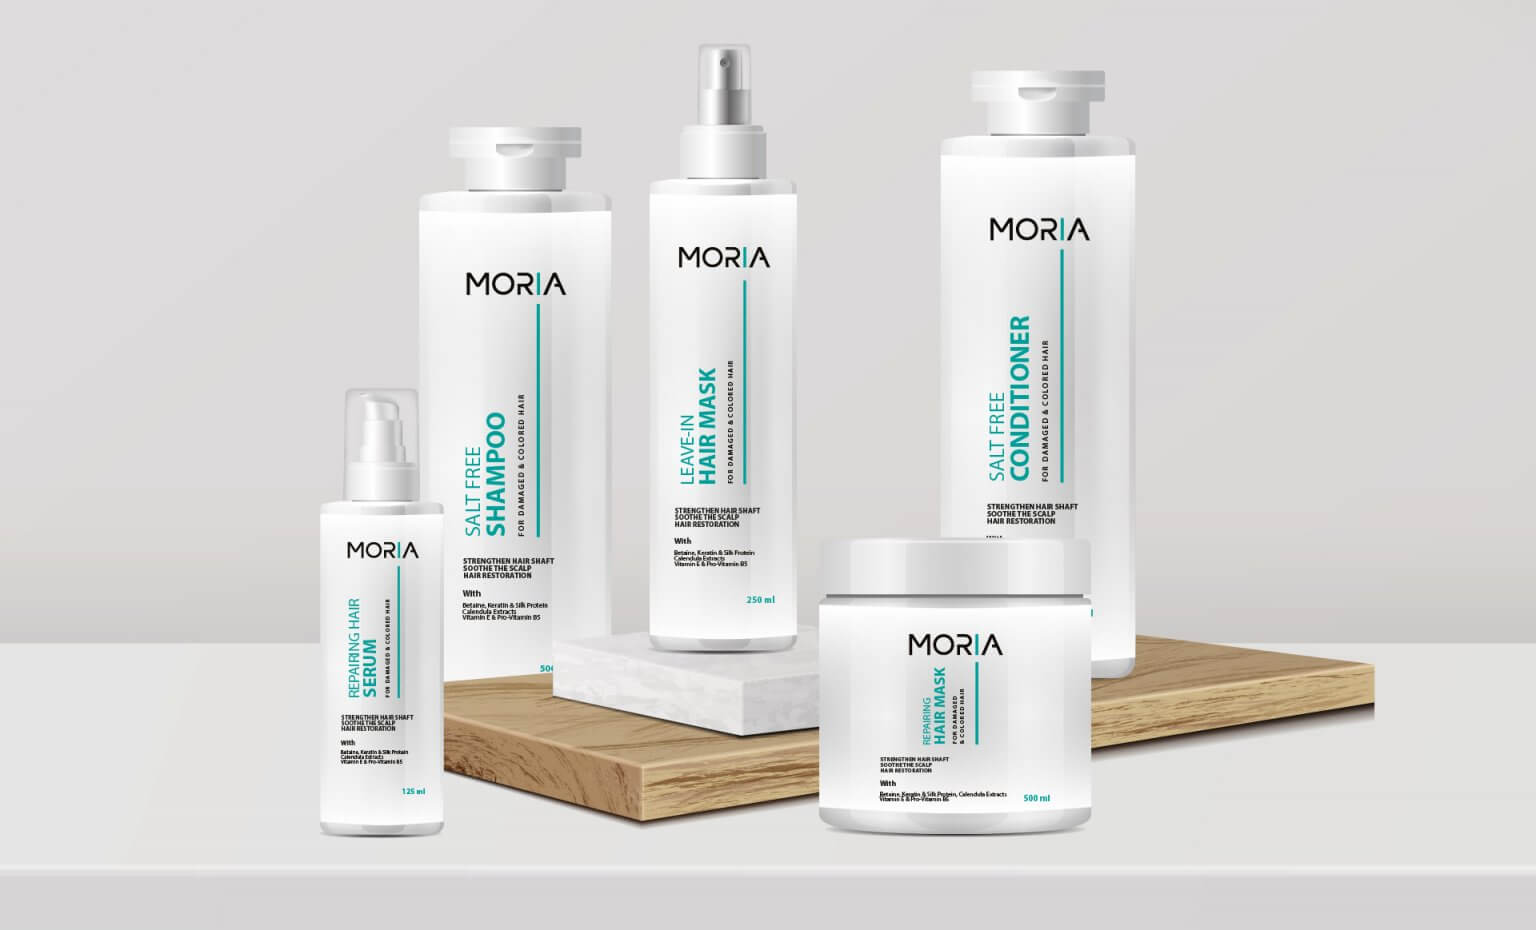 MORIA
REPAIRING HAIR
SERUM
FOR DAMAGED & COLORED HAIR
STRENGTHEN HAIR SHAFT
SOOTHE THE SCALP
HAIR RESTORATION
With
Betaine, Keratin & Silk Protein
Calendula Extracts
Vitamin E & Pro-Vitamin B5
125 ml
MORIA
SALT FREE
SHAMPOO
FOR DAMAGED & COLORED HAIR
STRENGTHEN HAIR SHAFT
SOOTHE THE SCALP
HAIR RESTORATION
With
Betaine, Keratin & Silk Protein
Calendula Extracts
Vitamin E & Pro-Vitamin B5
MORIA
LEAVE-IN
HAIR MASK
FOR DAMAGED & COLORED HAIR
STRENGTHEN HAIR SHAFT
SOOTHE THE SCALP
HAIR RESTORATION
With
Betaine, Keratin & Silk Protein
Calendula Extracts
Vitamin E & Pro-Vitamin B5
250 ml
MORIA
SALT FREE
CONDITIONER
FOR DAMAGED & COLORED HAIR
STRENGTHEN HAIR SHAFT
SOOTHE THE SCALP
HAIR RESTORATION
MORIA
REPAIRING
HAIR MASK
FOR DAMAGED
& COLORED HAIR
STRENGTHEN HAIR SHAFT
SOOTHE THE SCALP
HAIR RESTORATION
With
Betaine, Keratin & Silk Protein, Calendula Extracts
Vitamin E & Pro-Vitamin B5
500 ml